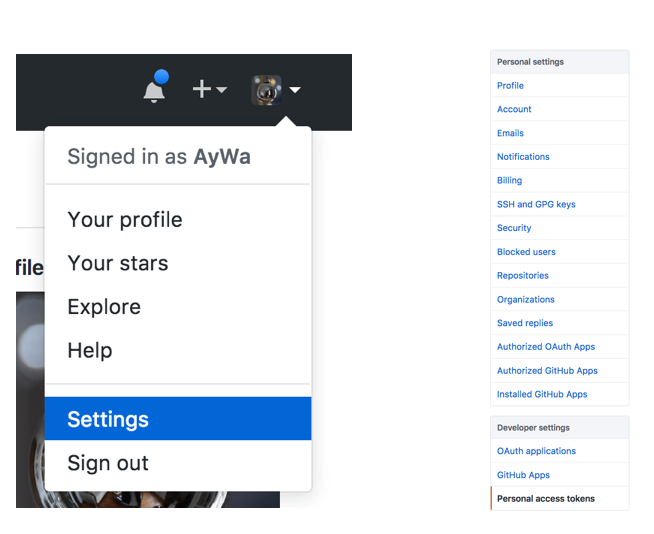 Signed in as AyWa
Your profile
Your stars
Explore
Help
Settings
Sign out
file
Personal settings
Profile
Account
Emails
Notifications
Billing
SSH and GPG keys
Security
Blocked users
Repositories
Organizations
Saved replies
Authorized OAuth Apps
Authorized GitHub Apps
Installed GitHub Apps
Developer settings
OAuth applications
GitHub Apps
Personal access tokens